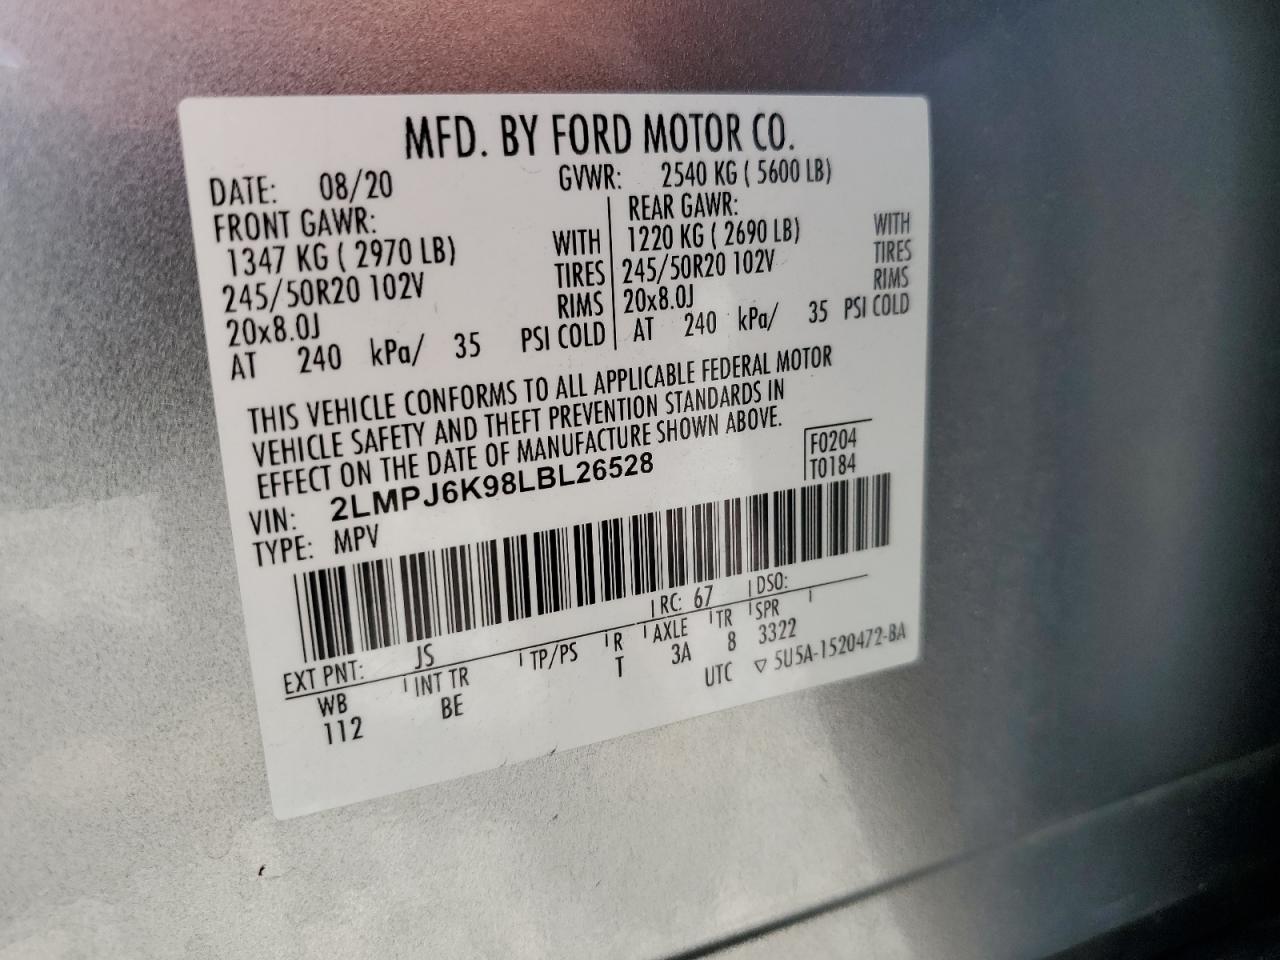 MFD. BY FORD MOTOR CO.
DATE: 08/20 GVWR: 2540 KG ( 5600 LB)
FRONT GAWR: REAR GAWR:
1347 KG ( 2970 LB) WITH 1220 KG ( 2690 LB) WITH
245/50R20 102V TIRES 245/50R20 102V TIRES
20x8.0J RIMS 20x8.0J RIMS
AT 240 kPa/ 35 PSI COLD AT 240 kPa/ 35 PSI COLD
THIS VEHICLE CONFORMS TO ALL APPLICABLE FEDERAL MOTOR
VEHICLE SAFETY AND THEFT PREVENTION STANDARDS IN
EFFECT ON THE DATE OF MANUFACTURE SHOWN ABOVE.
VIN: 2LMPJ6K98LBL26528 F0204
TYPE: MPV T0184
EXT PNT: JS RC: 67 DSO:
WB INT TR TP/PS R AXLE TR SPR
112 BE T 3A 8 3322
UTC ▽ 5U5A-1520472-BA